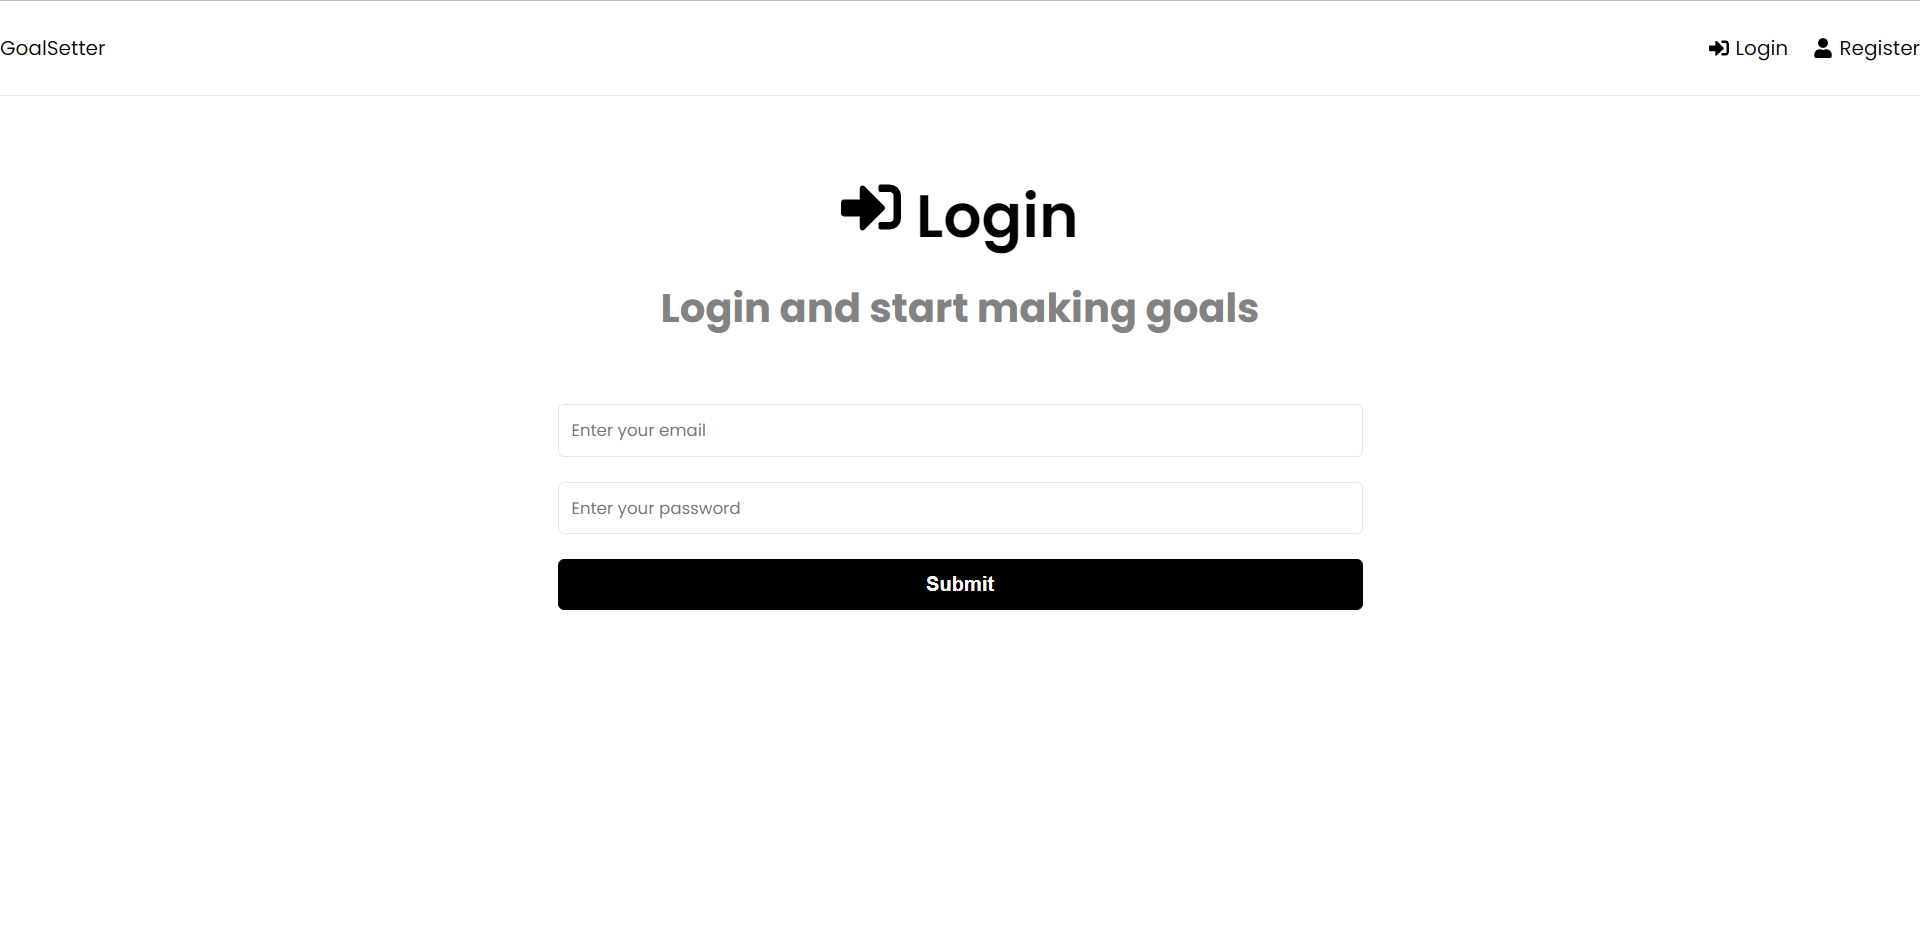 GoalSetter
Login
Register
Login
Login and start making goals
Enter your email
Enter your password
Submit